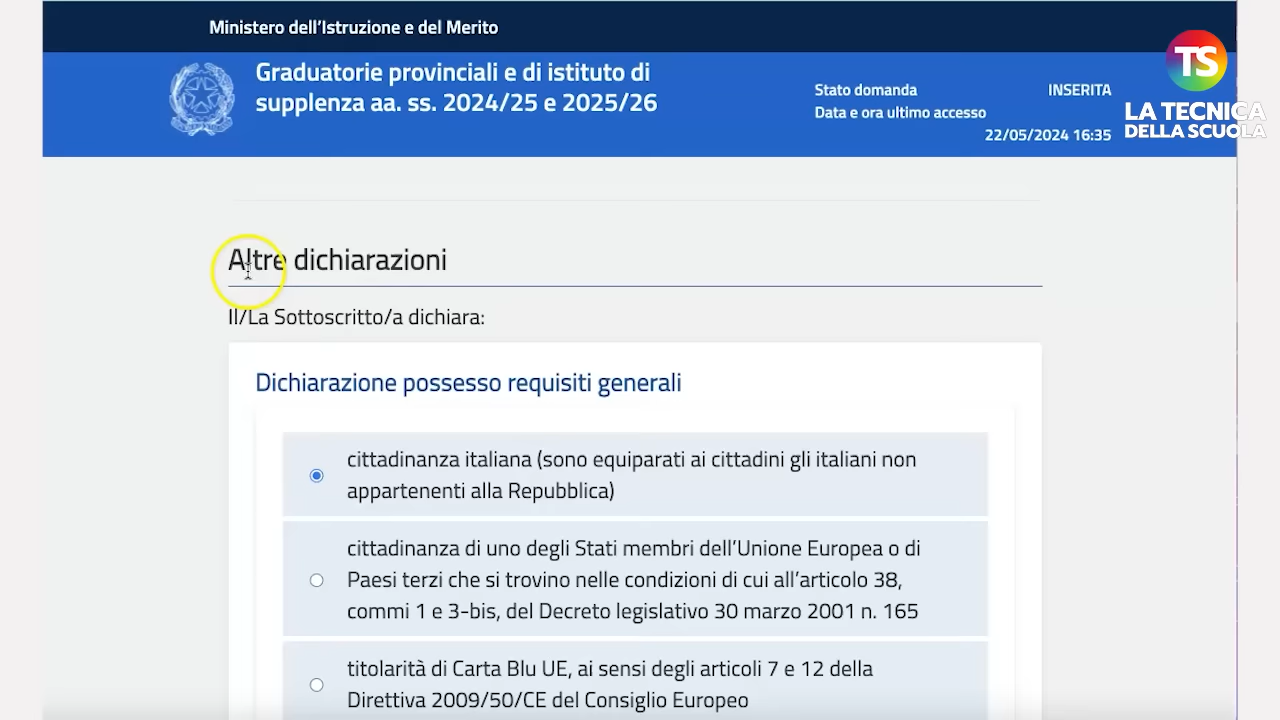 Ministero dell’Istruzione e del Merito
Graduatorie provinciali e di istituto di
supplenza aa. ss. 2024/25 e 2025/26
Stato domanda INSERITA
Data e ora ultimo accesso
22/05/2024 16:35
TS
LA TECNICA
DELLA SCUOLA
Altre dichiarazioni
Il/La Sottoscritto/a dichiara:
Dichiarazione possesso requisiti generali
cittadinanza italiana (sono equiparati ai cittadini gli italiani non
appartenenti alla Repubblica)
cittadinanza di uno degli Stati membri dell’Unione Europea o di
Paesi terzi che si trovino nelle condizioni di cui all’articolo 38,
commi 1 e 3-bis, del Decreto legislativo 30 marzo 2001 n. 165
titolarità di Carta Blu UE, ai sensi degli articoli 7 e 12 della
Direttiva 2009/50/CE del Consiglio Europeo